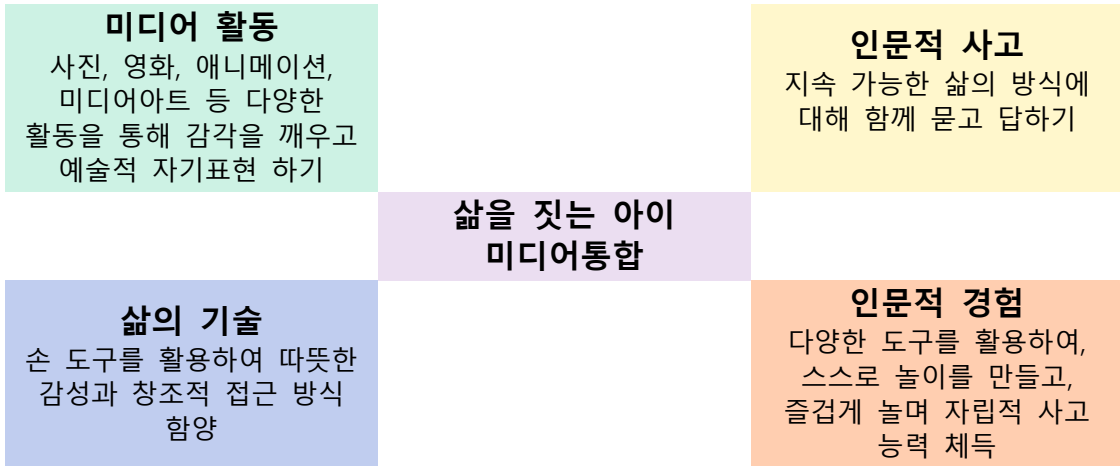 미디어 활동
사진, 영화, 애니메이션,
미디어아트 등 다양한
활동을 통해 감각을 깨우고
예술적 자기표현 하기
인문적 사고
지속 가능한 삶의 방식에
대해 함께 묻고 답하기
삶을 짓는 아이
미디어통합
삶의 기술
손 도구를 활용하여 따뜻한
감성과 창조적 접근 방식
함양
인문적 경험
다양한 도구를 활용하여,
스스로 놀이를 만들고,
즐겁게 놀며 자립적 사고
능력 체득